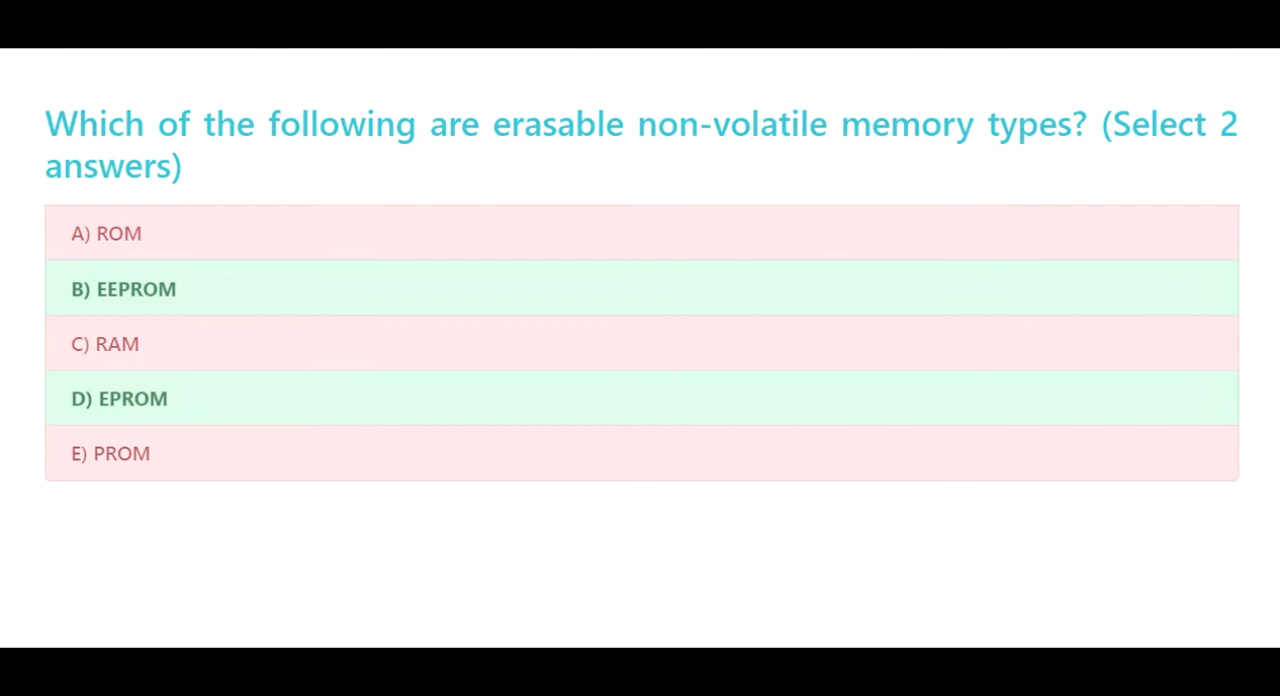 Which of the following are erasable non-volatile memory types? (Select 2
answers)
A) ROM
B) EEPROM
C) RAM
D) EPROM
E) PROM